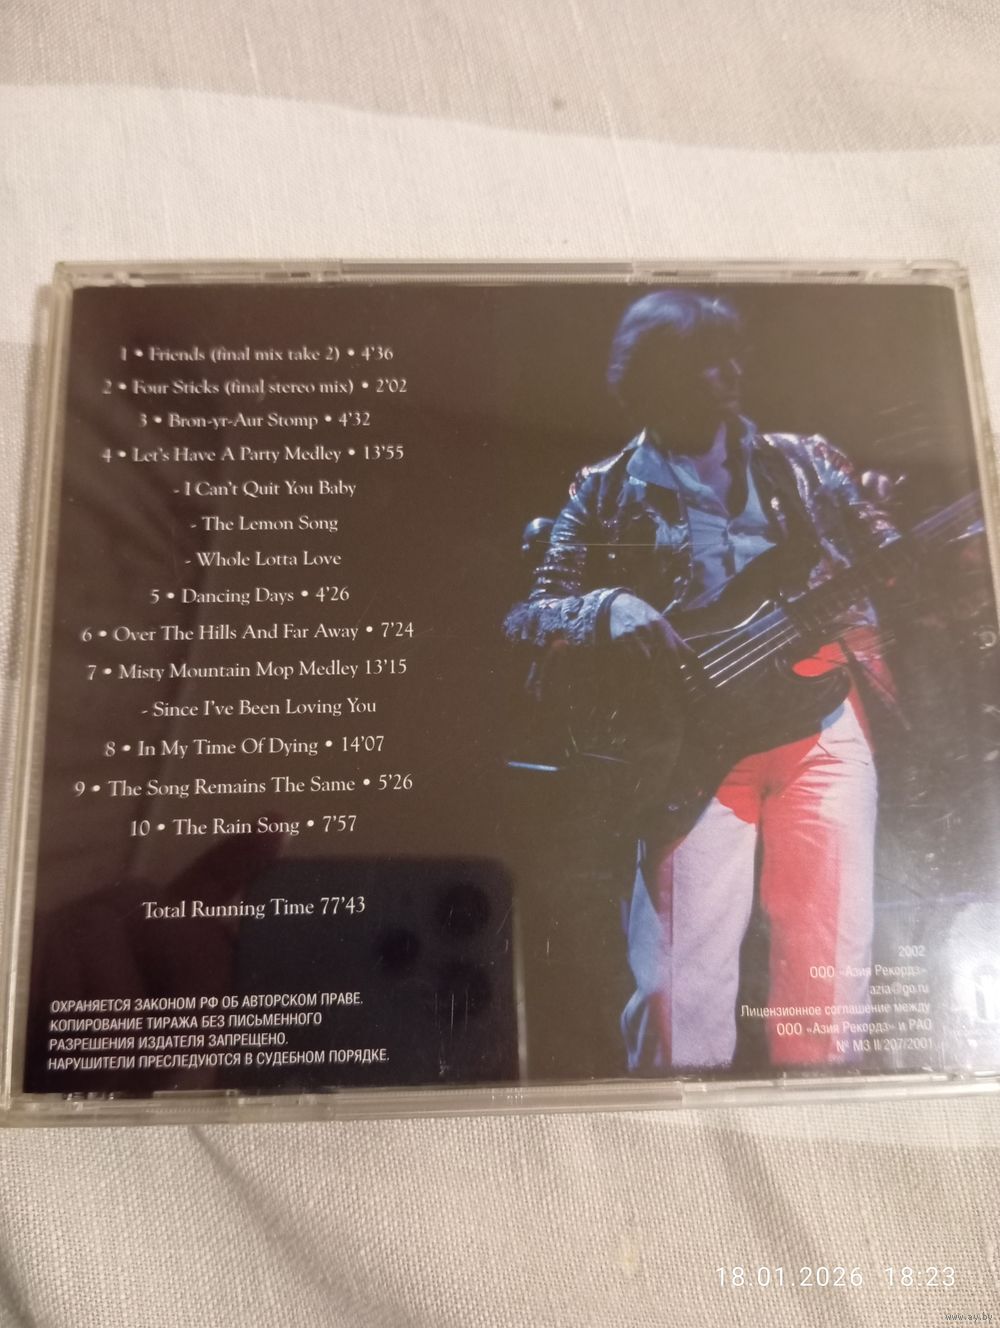 1 • Friends (final mix take 2) • 4'36
2 • Four Sticks (final stereo mix) • 2'02
3 • Bron-yr-Aur Stomp • 4'32
4 • Let's Have A Party Medley • 13'55
- I Can't Quit You Baby
- The Lemon Song
- Whole Lotta Love
5 • Dancing Days • 4'26
6 • Over The Hills And Far Away • 7'24
7 • Misty Mountain Mop Medley 13'15
- Since I've Been Loving You
8 • In My Time Of Dying • 14'07
9 • The Song Remains The Same • 5'26
10 • The Rain Song • 7'57
Total Running Time 77'43
ОХРАНЯЕТСЯ ЗАКОНОМ РФ ОБ АВТОРСКОМ ПРАВЕ.
КОПИРОВАНИЕ ТИРАЖА БЕЗ ПИСЬМЕННОГО
РАЗРЕШЕНИЯ ИЗДАТЕЛЯ ЗАПРЕЩЕНО.
НАРУШИТЕЛИ ПРЕСЛЕДУЮТСЯ В СУДЕБНОМ ПОРЯДКЕ.
2002
ООО «Азия Рекордз»
azia@go.ru
Лицензионное соглашение между
ООО «Азия Рекордз» и РАО
№ МЗ II/207/2001
18.01.2026 18:23
www.ay.by